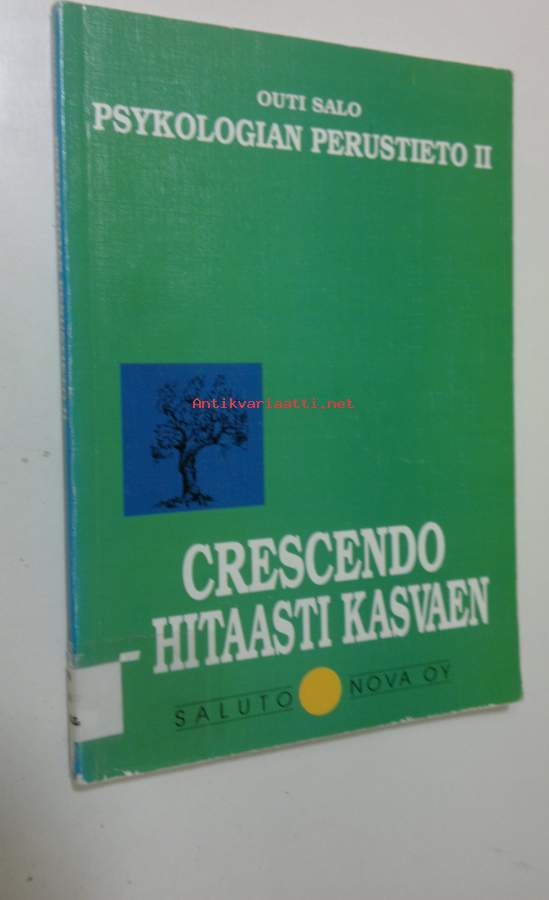 OUTI SALO
PSYKOLOGIAN PERUSTIETO II
Antikvariaatti.net
CRESCENDO
- HITAASTI KASVAEN
SALUTO NOVA OY